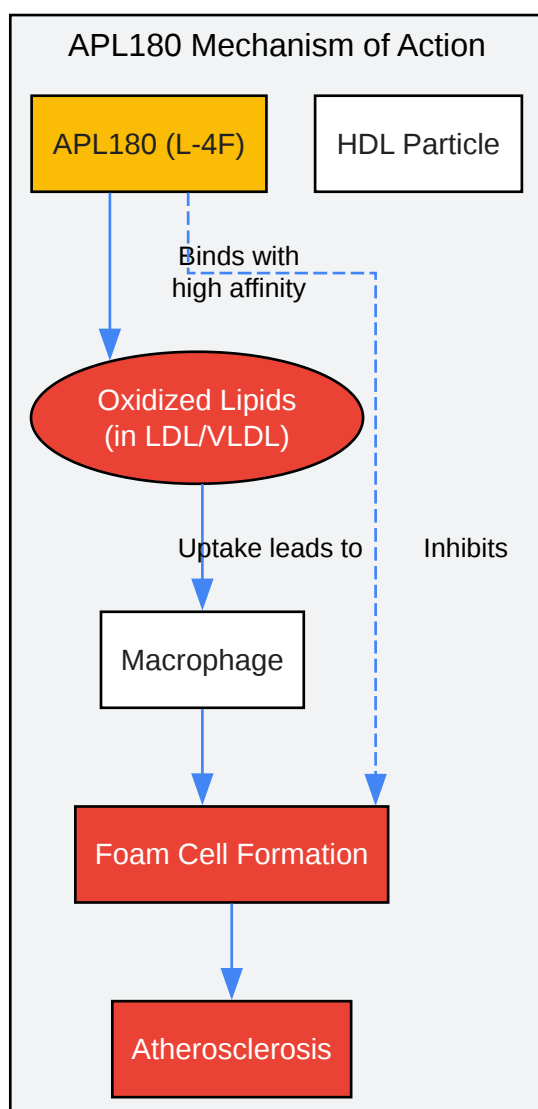 APL180 Mechanism of Action
APL180 (L-4F)
HDL Particle
Binds with
high affinity
Oxidized Lipids
(in LDL/VLDL)
Uptake leads to
Inhibits
Macrophage
Foam Cell Formation
Atherosclerosis